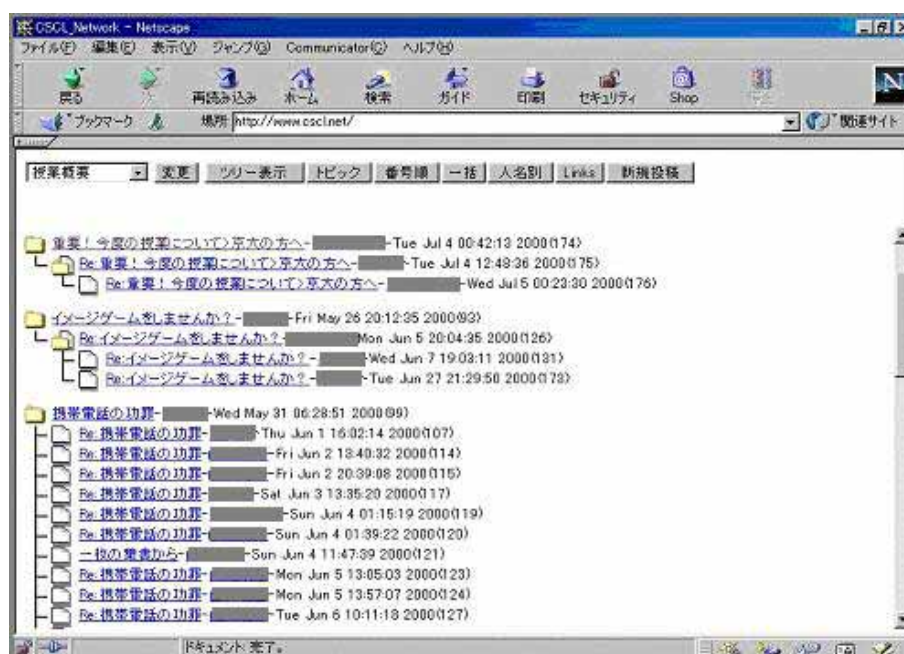 CSCL_Network - Netscape
ファイル(F) 編集(E) 表示(V) ジャンプ(G) Communicator(C) ヘルプ(H)
戻る 再読み込み ホーム 検索 ガイド 印刷 セキュリティ Shop
ブックマーク 場所 http://www.cscl.net/ 関連サイト
授業概要 変更 ツリー表示 トピック 番号順 一括 人名別 Links 新規投稿
重要！今度の授業について>京大の方へ- -Tue Jul 4 00:42:13 2000(174)
Re:重要！今度の授業について>京大の方へ- -Tue Jul 4 12:48:36 2000(175)
Re:重要！今度の授業について>京大の方へ- -Wed Jul 5 00:23:30 2000(176)
イメージゲームをしませんか？- -Fri May 26 20:12:35 2000(93)
Re:イメージゲームをしませんか？- Mon Jun 5 20:04:35 2000(126)
Re:イメージゲームをしませんか？- -Wed Jun 7 19:03:11 2000(131)
Re:イメージゲームをしませんか？- -Tue Jun 27 21:29:50 2000(173)
携帯電話の功罪- -Wed May 31 06:28:51 2000(99)
Re:携帯電話の功罪- -Thu Jun 1 16:02:14 2000(107)
Re:携帯電話の功罪- -Fri Jun 2 13:40:32 2000(114)
Re:携帯電話の功罪- -Fri Jun 2 20:39:08 2000(115)
Re:携帯電話の功罪- -Sat Jun 3 13:35:20 2000(117)
Re:携帯電話の功罪- -Sun Jun 4 01:15:19 2000(119)
Re:携帯電話の功罪- -Sun Jun 4 01:39:22 2000(120)
一枚の葉書から- -Sun Jun 4 11:47:39 2000(121)
Re:携帯電話の功罪- -Mon Jun 5 13:05:03 2000(123)
Re:携帯電話の功罪- -Mon Jun 5 13:57:07 2000(124)
Re:携帯電話の功罪- -Tue Jun 6 10:11:18 2000(127)
ドキュメント:完了。